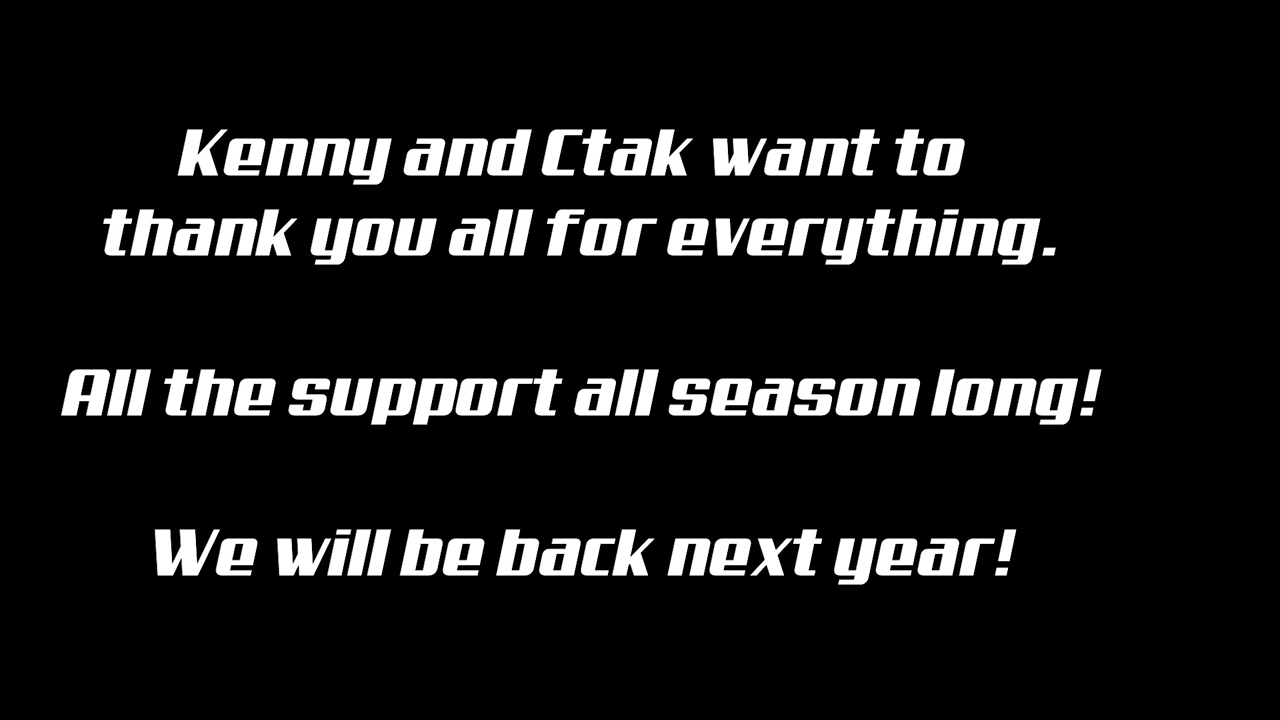 Kenny and Ctak want to
thank you all for everything.
All the support all season long!
We will be back next year!